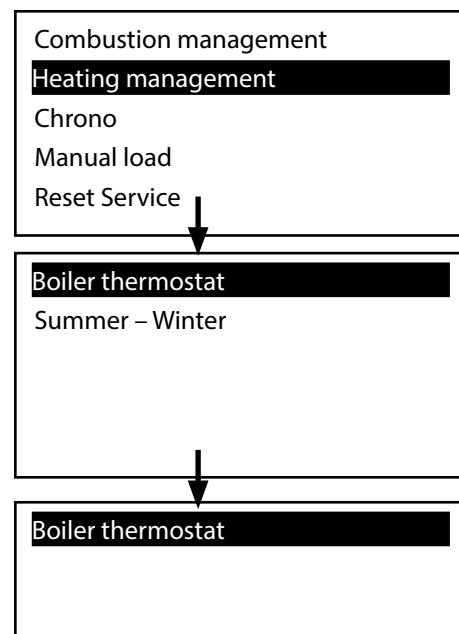 Combustion management
Heating management
Chrono
Manual load
Reset Service
Boiler thermostat
Summer – Winter
Boiler thermostat